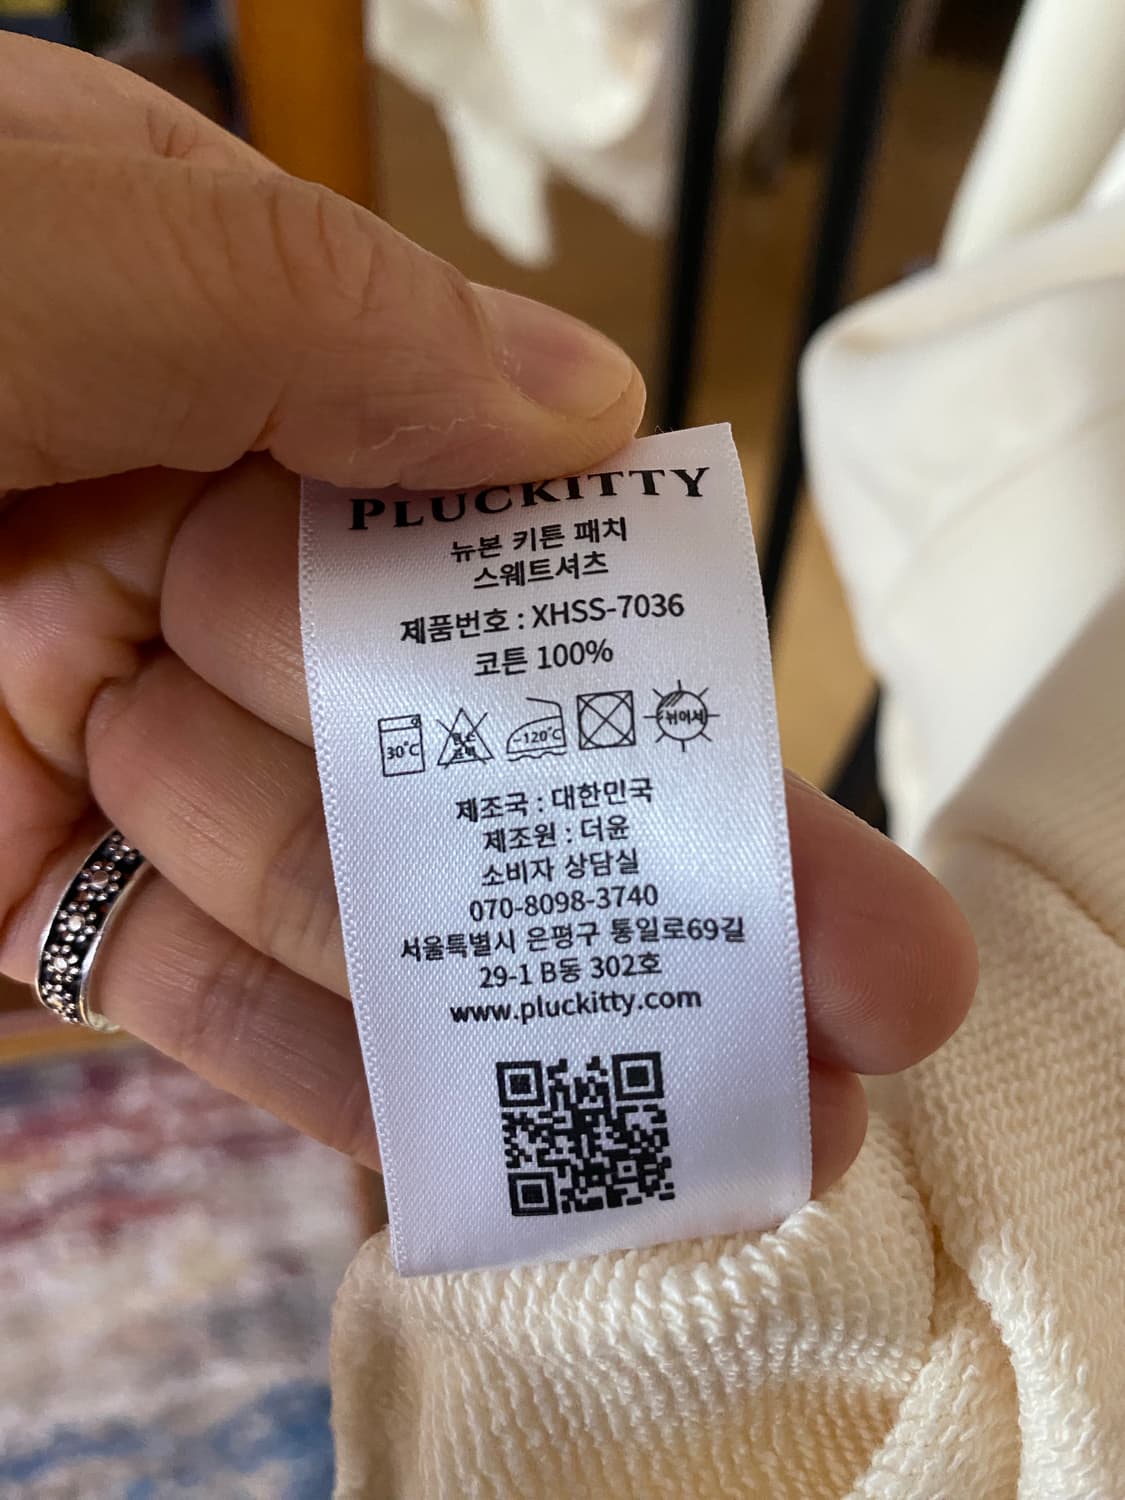 PLUCKITTY
뉴본 키튼 패치
스웨트셔츠
제품번호 : XHSS-7036
코튼 100%
30℃
~120℃
뉘어서
제조국 : 대한민국
제조원 : 더윤
소비자 상담실
070-8098-3740
서울특별시 은평구 통일로69길
29-1 B동 302호
www.pluckitty.com